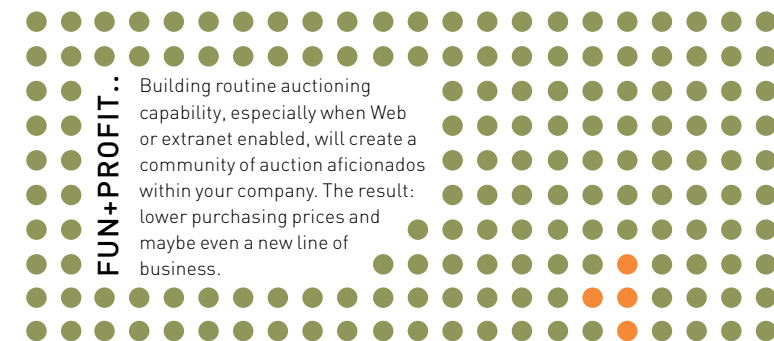 FUN+PROFIT..
Building routine auctioning
capability, especially when Web
or extranet enabled, will create a
community of auction aficionados
within your company. The result:
lower purchasing prices and
maybe even a new line of
business.